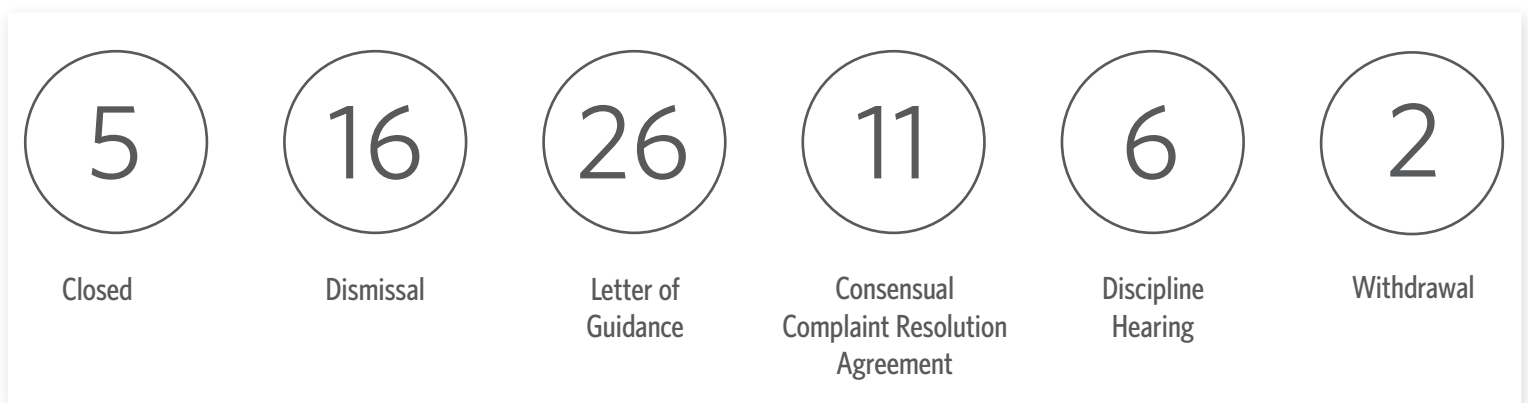 5
Closed
16
Dismissal
26
Letter of
Guidance
11
Consensual
Complaint Resolution
Agreement
6
Discipline
Hearing
2
Withdrawal